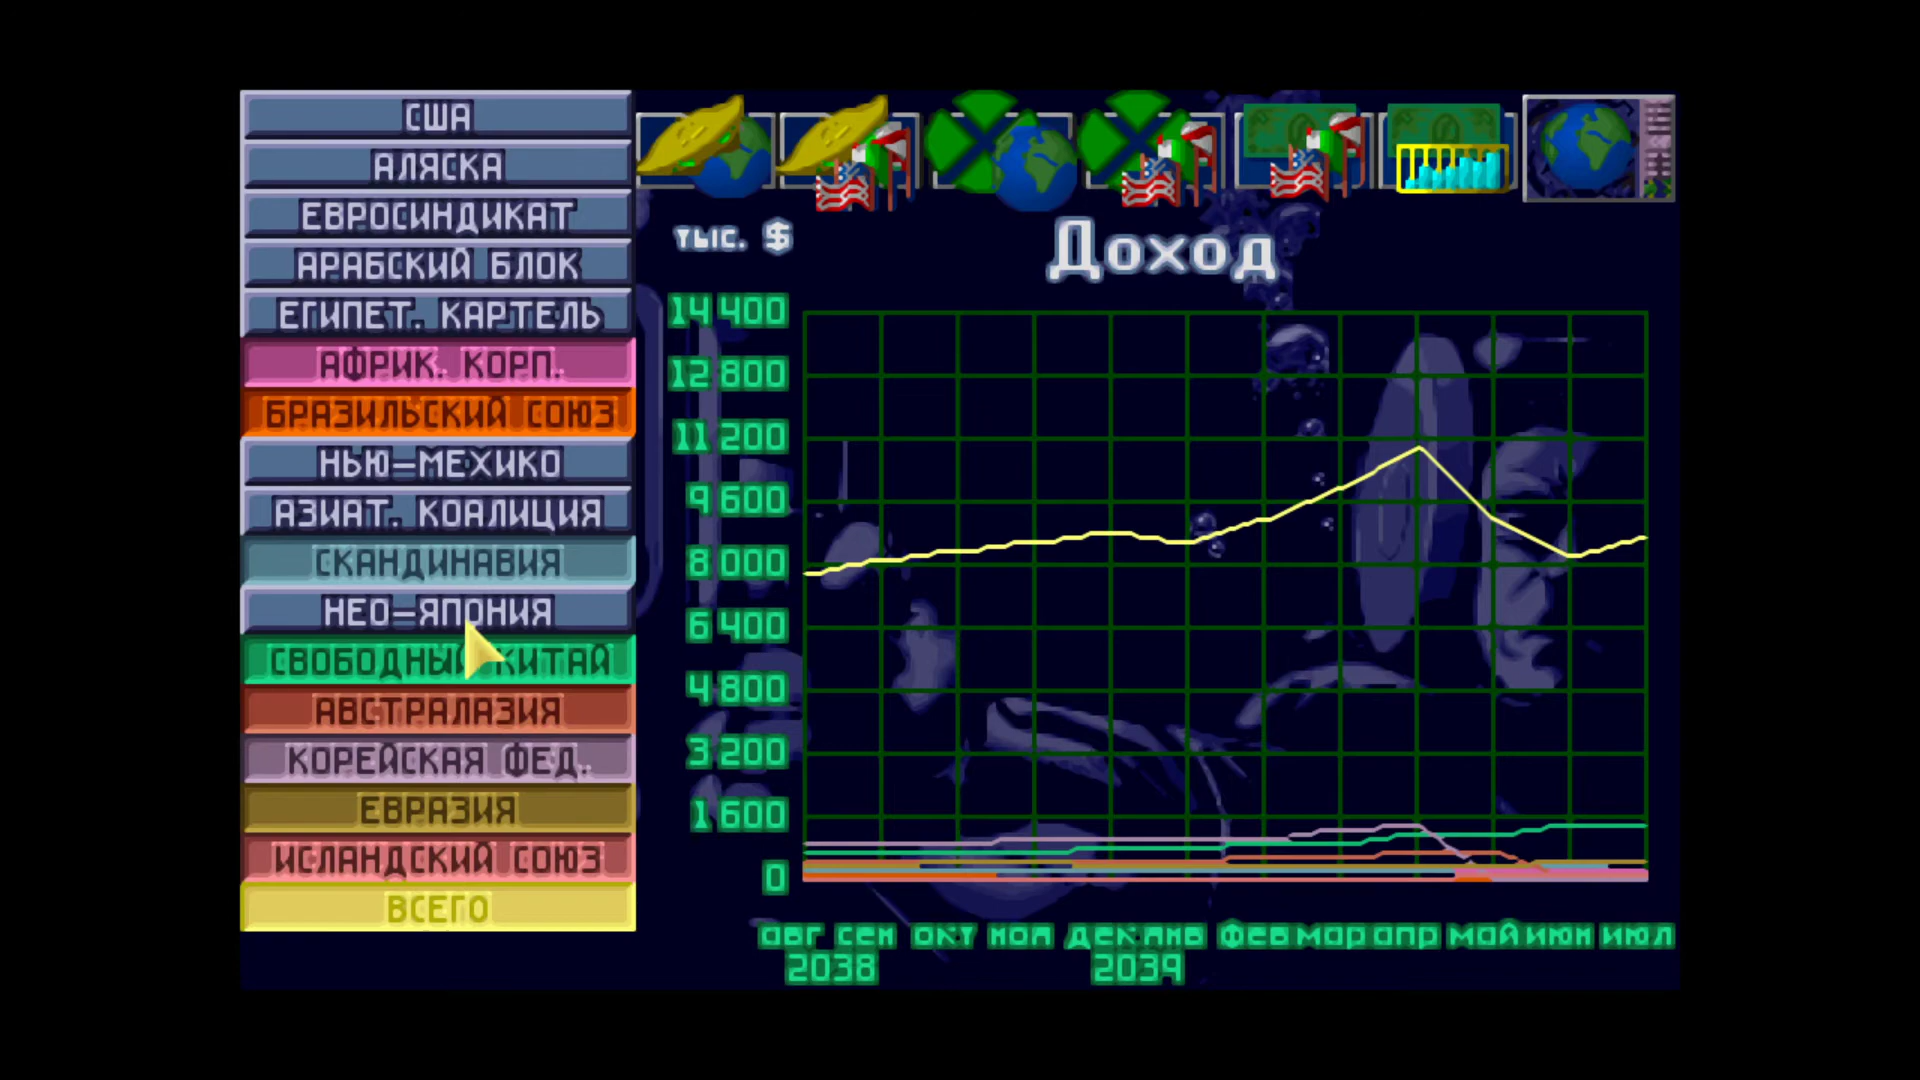 США
АЛЯСКА
ЕВРОСИНДИКАТ
АРАБСКИЙ БЛОК
ЕГИПЕТ. КАРТЕЛЬ
АФРИК. КОРП.
БРАЗИЛЬСКИЙ СОЮЗ
НЬЮ-МЕХИКО
АЗИАТ. КОАЛИЦИЯ
СКАНДИНАВИЯ
НЕО-ЯПОНИЯ
СВОБОДНЫЙ КИТАЙ
АВСТРАЛАЗИЯ
КОРЕЙСКАЯ ФЕД.
ЕВРАЗИЯ
ИСЛАНДСКИЙ СОЮЗ
ВСЕГО
тыс. $
Доход
14 400
12 800
11 200
9 600
8 000
6 400
4 800
3 200
1 600
0
авг сен окт ноя дек янв фев мар апр май июн июл
2038 2039